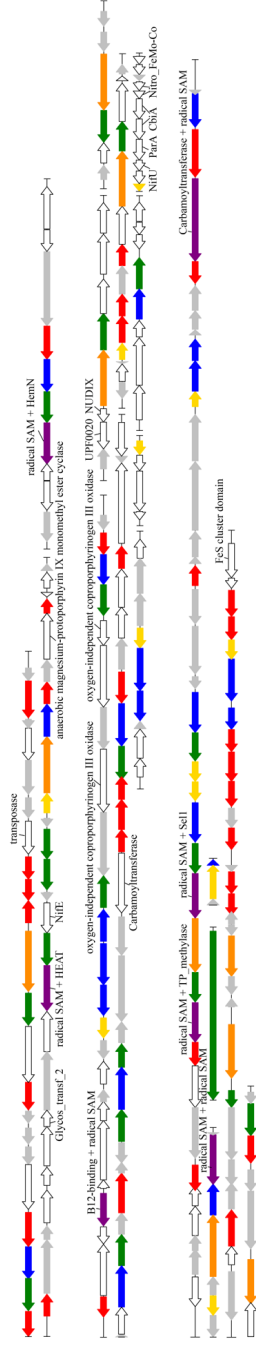 transposase
radical SAM + HemN
Glycos_transf_2
radical SAM + HEAT
NifE
anaerobic magnesium-protoporphyrin IX monomethyl ester cyclase
B12-binding + radical SAM
oxygen-independent coproporphyrinogen III oxidase
oxygen-independent coproporphyrinogen III oxidase
UPF0020
NUDIX
Carbamoyltransferase
NifU
ParA
CbiA
Nitro_FeMo-Co
radical SAM + TP_methylase
radical SAM + Sel1
Carbamoyltransferase + radical SAM
radical SAM + radical SAM
FeS cluster domain